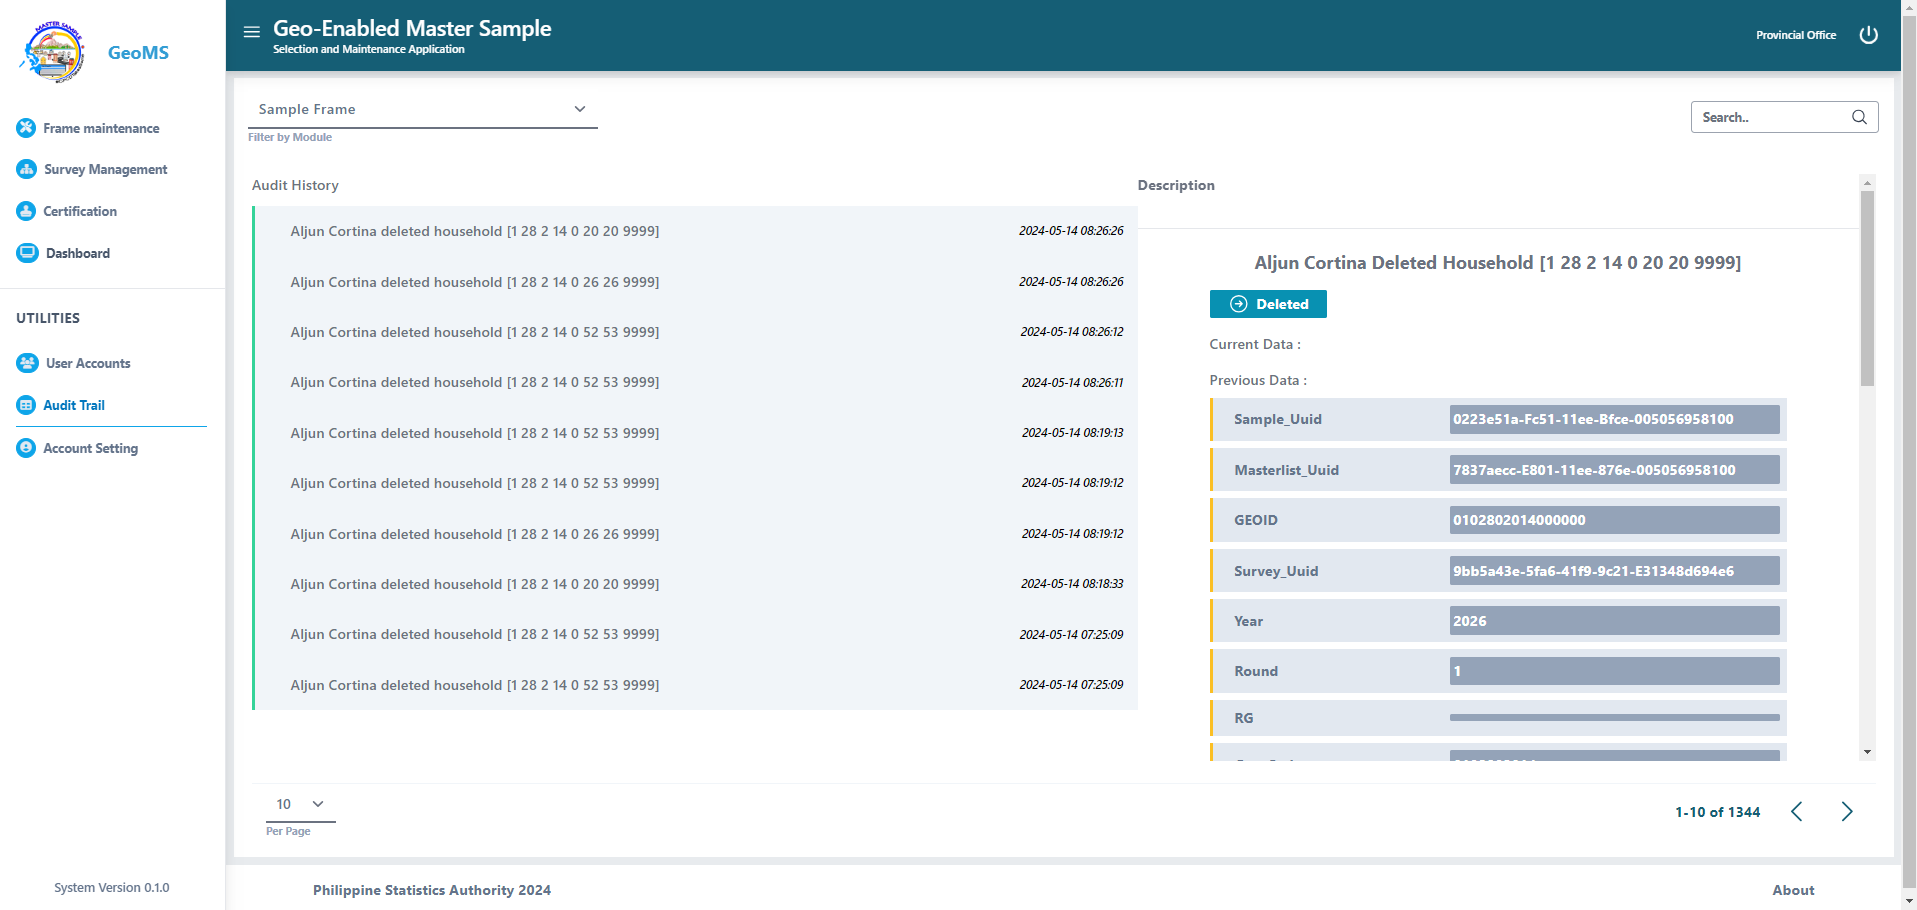 GeoMS
Frame maintenance
Survey Management
Certification
Dashboard
UTILITIES
User Accounts
Audit Trail
Account Setting
System Version 0.1.0
Geo-Enabled Master Sample
Selection and Maintenance Application
Provincial Office
Sample Frame
Filter by Module
Search..
Audit History
Aljun Cortina deleted household [1 28 2 14 0 20 20 9999] 2024-05-14 08:26:26
Aljun Cortina deleted household [1 28 2 14 0 26 26 9999] 2024-05-14 08:26:26
Aljun Cortina deleted household [1 28 2 14 0 52 53 9999] 2024-05-14 08:26:12
Aljun Cortina deleted household [1 28 2 14 0 52 53 9999] 2024-05-14 08:26:11
Aljun Cortina deleted household [1 28 2 14 0 52 53 9999] 2024-05-14 08:19:13
Aljun Cortina deleted household [1 28 2 14 0 52 53 9999] 2024-05-14 08:19:12
Aljun Cortina deleted household [1 28 2 14 0 26 26 9999] 2024-05-14 08:19:12
Aljun Cortina deleted household [1 28 2 14 0 20 20 9999] 2024-05-14 08:18:33
Aljun Cortina deleted household [1 28 2 14 0 52 53 9999] 2024-05-14 07:25:09
Aljun Cortina deleted household [1 28 2 14 0 52 53 9999] 2024-05-14 07:25:09
Description
Aljun Cortina Deleted Household [1 28 2 14 0 20 20 9999]
Deleted
Current Data :
Previous Data :
Sample_Uuid 0223e51a-Fc51-11ee-Bfce-005056958100
Masterlist_Uuid 7837aecc-E801-11ee-876e-005056958100
GEOID 0102802014000000
Survey_Uuid 9bb5a43e-5fa6-41f9-9c21-E31348d694e6
Year 2026
Round 1
RG
10
Per Page
1-10 of 1344
Philippine Statistics Authority 2024
About